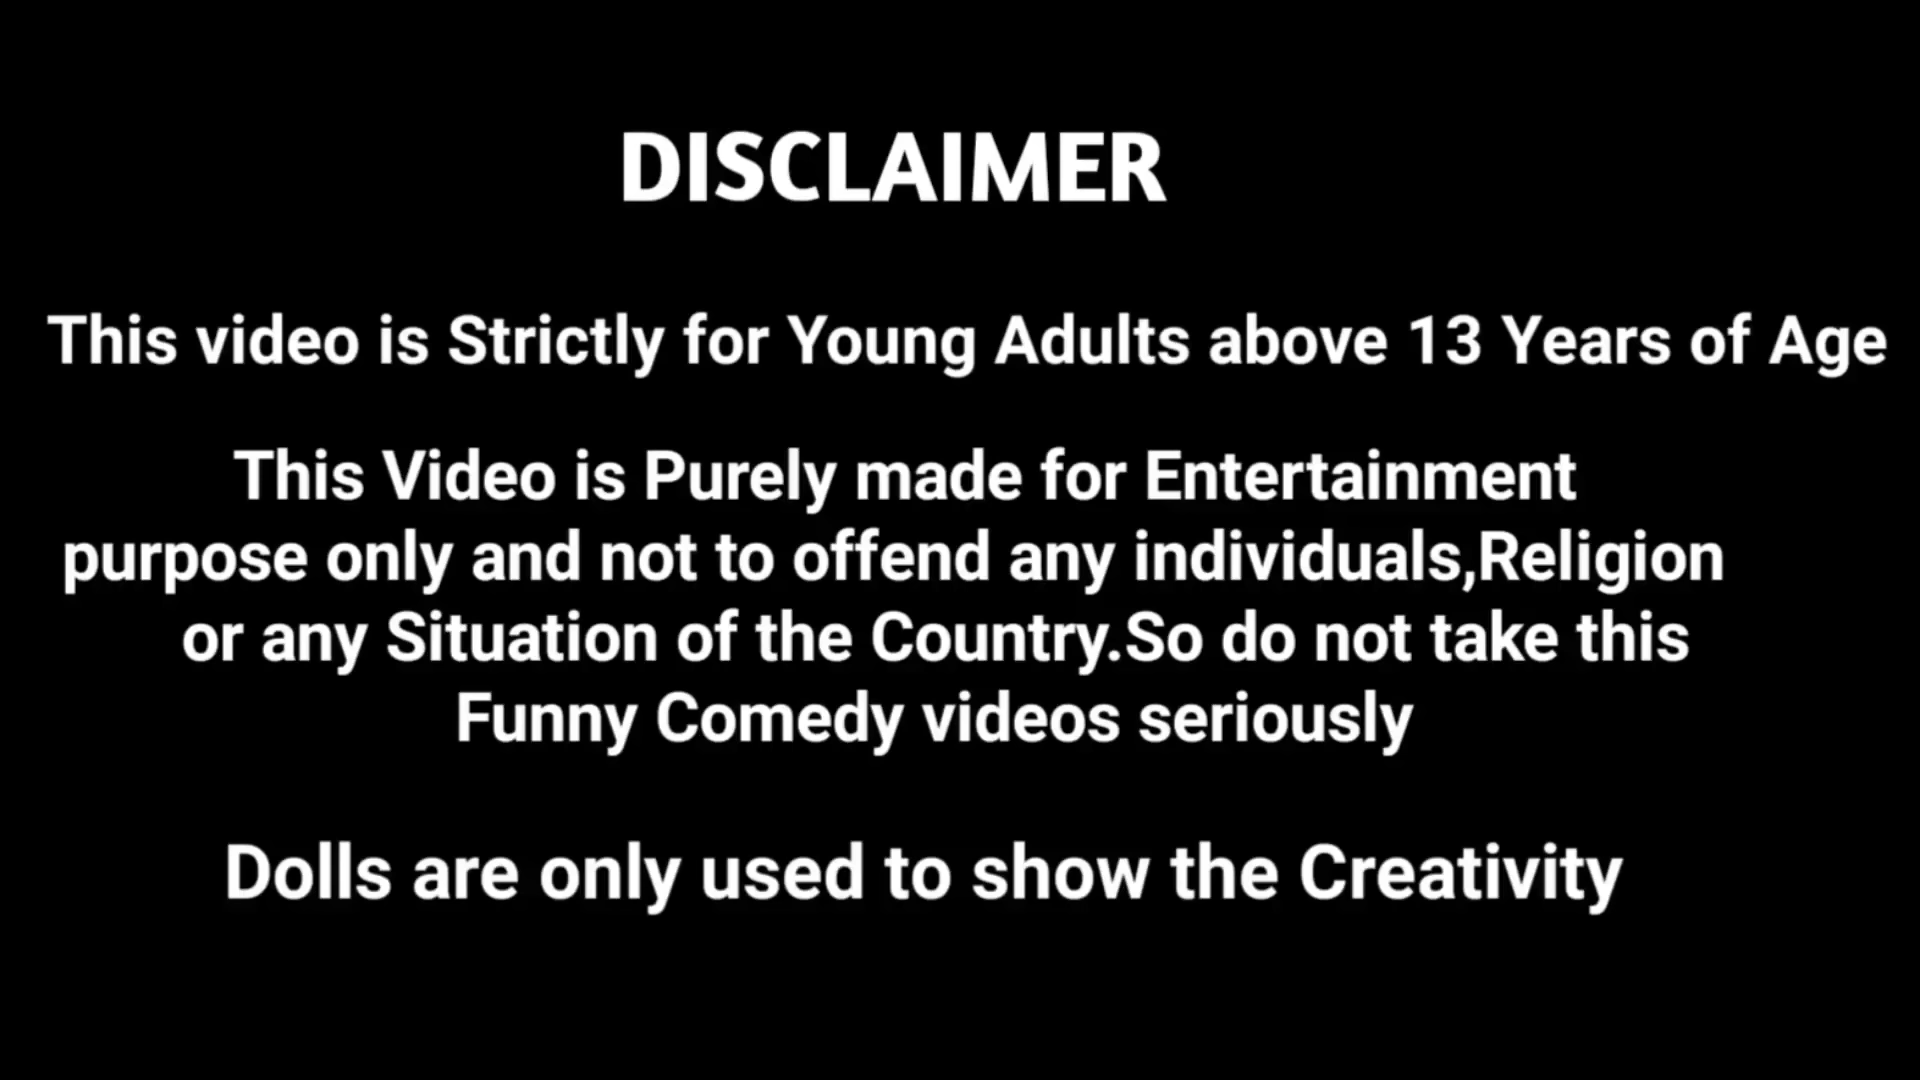 DISCLAIMER
This video is Strictly for Young Adults above 13 Years of Age
This Video is Purely made for Entertainment
purpose only and not to offend any individuals,Religion
or any Situation of the Country.So do not take this
Funny Comedy videos seriously
Dolls are only used to show the Creativity